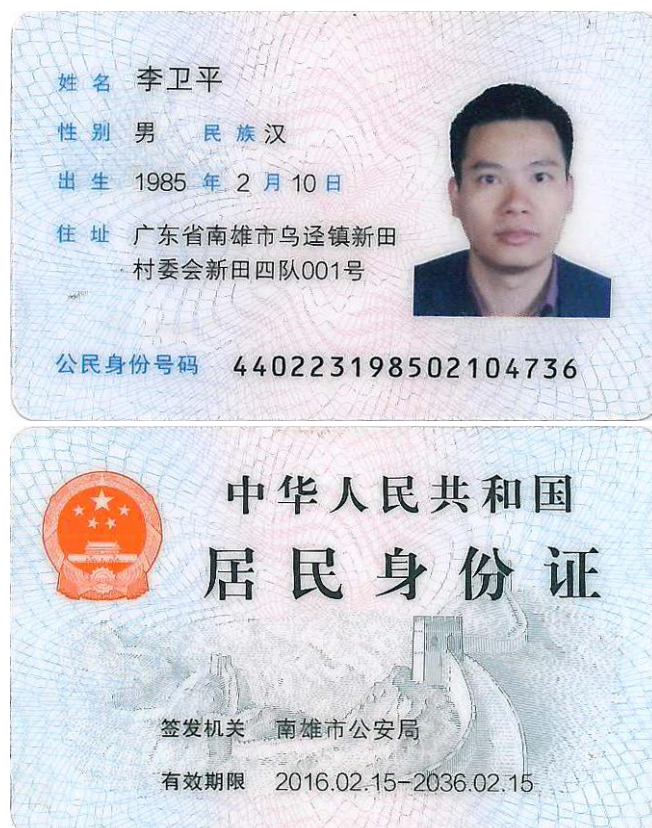 姓名 李卫平
性别 男 民族 汉
出生 1985 年 2 月 10 日
住址 广东省南雄市乌迳镇新田
村委会新田四队001号
公民身份号码 440223198502104736
中华人民共和国
居民身份证
签发机关 南雄市公安局
有效期限 2016.02.15-2036.02.15